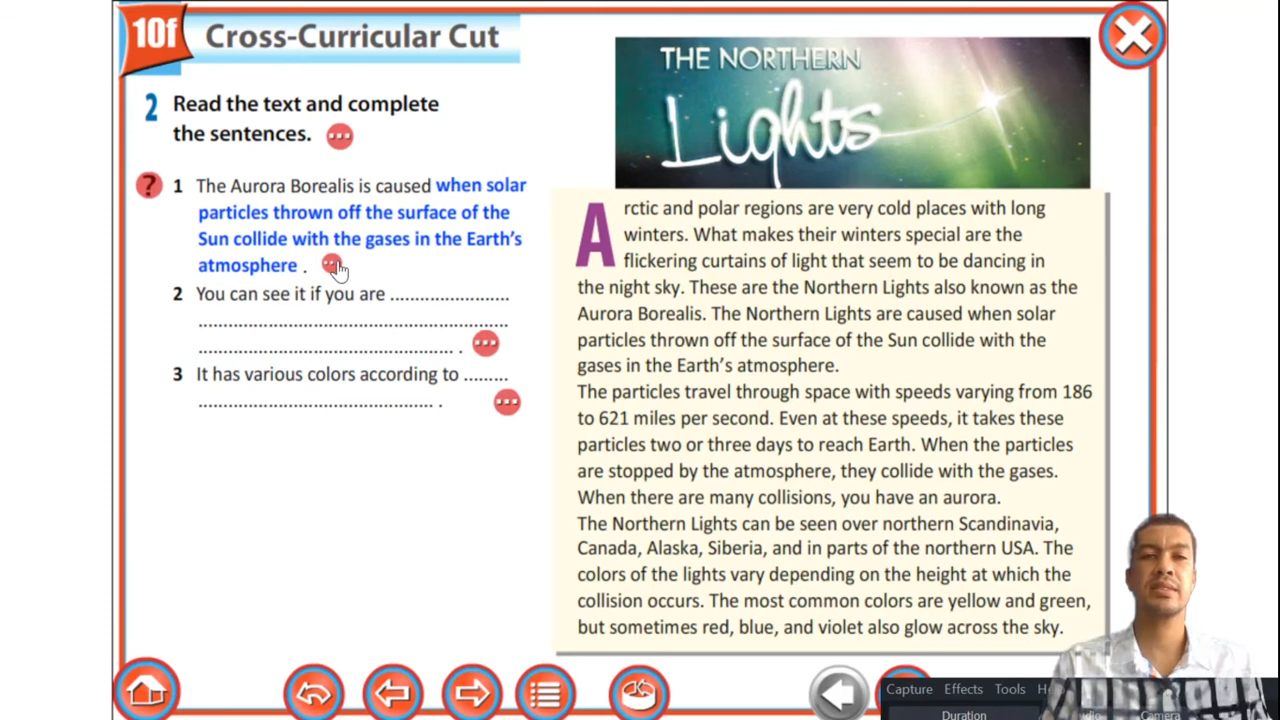 10f Cross-Curricular Cut
2 Read the text and complete
the sentences.
? 1 The Aurora Borealis is caused when solar
particles thrown off the surface of the
Sun collide with the gases in the Earth's
atmosphere .
2 You can see it if you are ........................
..............................................................
................................................... .
3 It has various colors according to .........
............................................... .
THE NORTHERN
Lights
Arctic and polar regions are very cold places with long
winters. What makes their winters special are the
flickering curtains of light that seem to be dancing in
the night sky. These are the Northern Lights also known as the
Aurora Borealis. The Northern Lights are caused when solar
particles thrown off the surface of the Sun collide with the
gases in the Earth's atmosphere.
The particles travel through space with speeds varying from 186
to 621 miles per second. Even at these speeds, it takes these
particles two or three days to reach Earth. When the particles
are stopped by the atmosphere, they collide with the gases.
When there are many collisions, you have an aurora.
The Northern Lights can be seen over northern Scandinavia,
Canada, Alaska, Siberia, and in parts of the northern USA. The
colors of the lights vary depending on the height at which the
collision occurs. The most common colors are yellow and green,
but sometimes red, blue, and violet also glow across the sky.
Capture Effects Tools
Duration
Camera